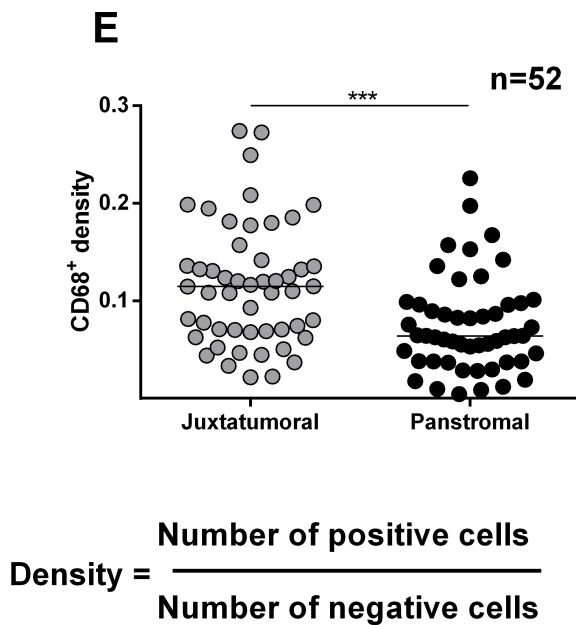 E
n=52
***
0.3
0.2
0.1
CD68+ density
Juxtatumoral
Panstromal
Density =
Number of positive cells
Number of negative cells